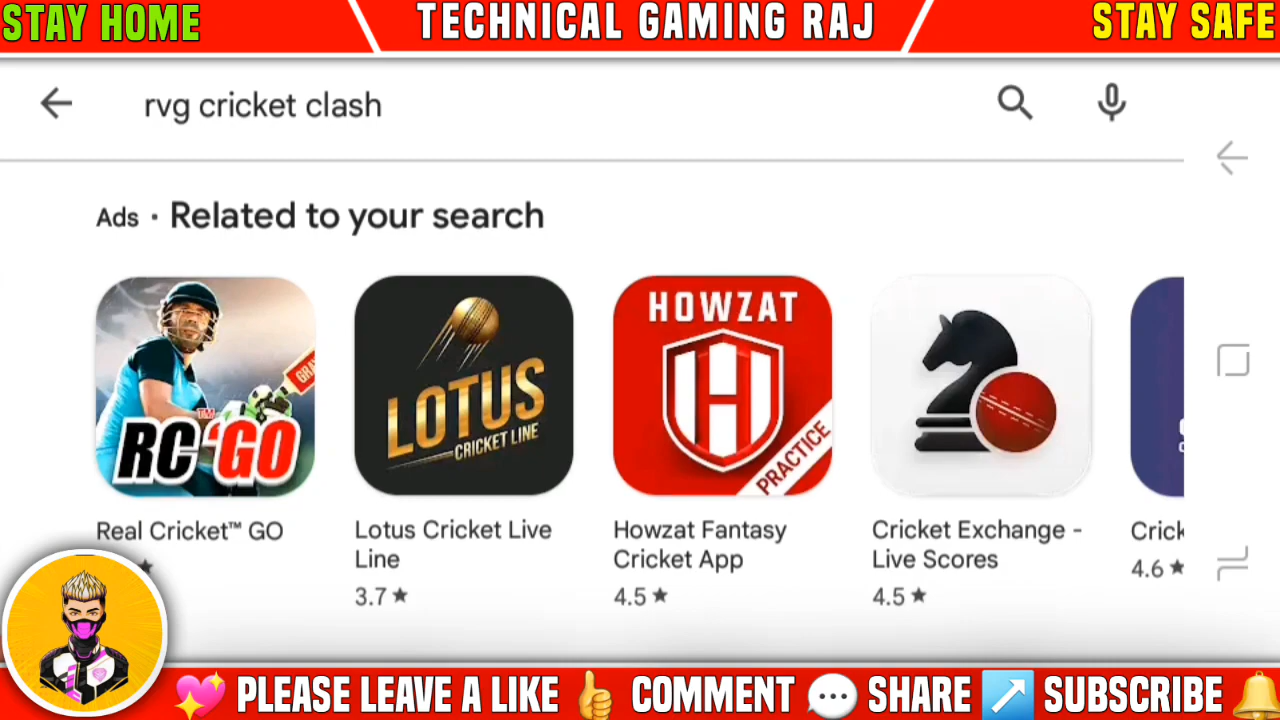 STAY HOME
TECHNICAL GAMING RAJ
STAY SAFE
rvg cricket clash
Ads · Related to your search
RC 'GO™
LOTUS
CRICKET LINE
HOWZAT
H
PRACTICE
Real Cricket™ GO
Lotus Cricket Live
Line
3.7 ★
Howzat Fantasy
Cricket App
4.5 ★
Cricket Exchange -
Live Scores
4.5 ★
Crick
4.6 ★
PLEASE LEAVE A LIKE COMMENT SHARE SUBSCRIBE